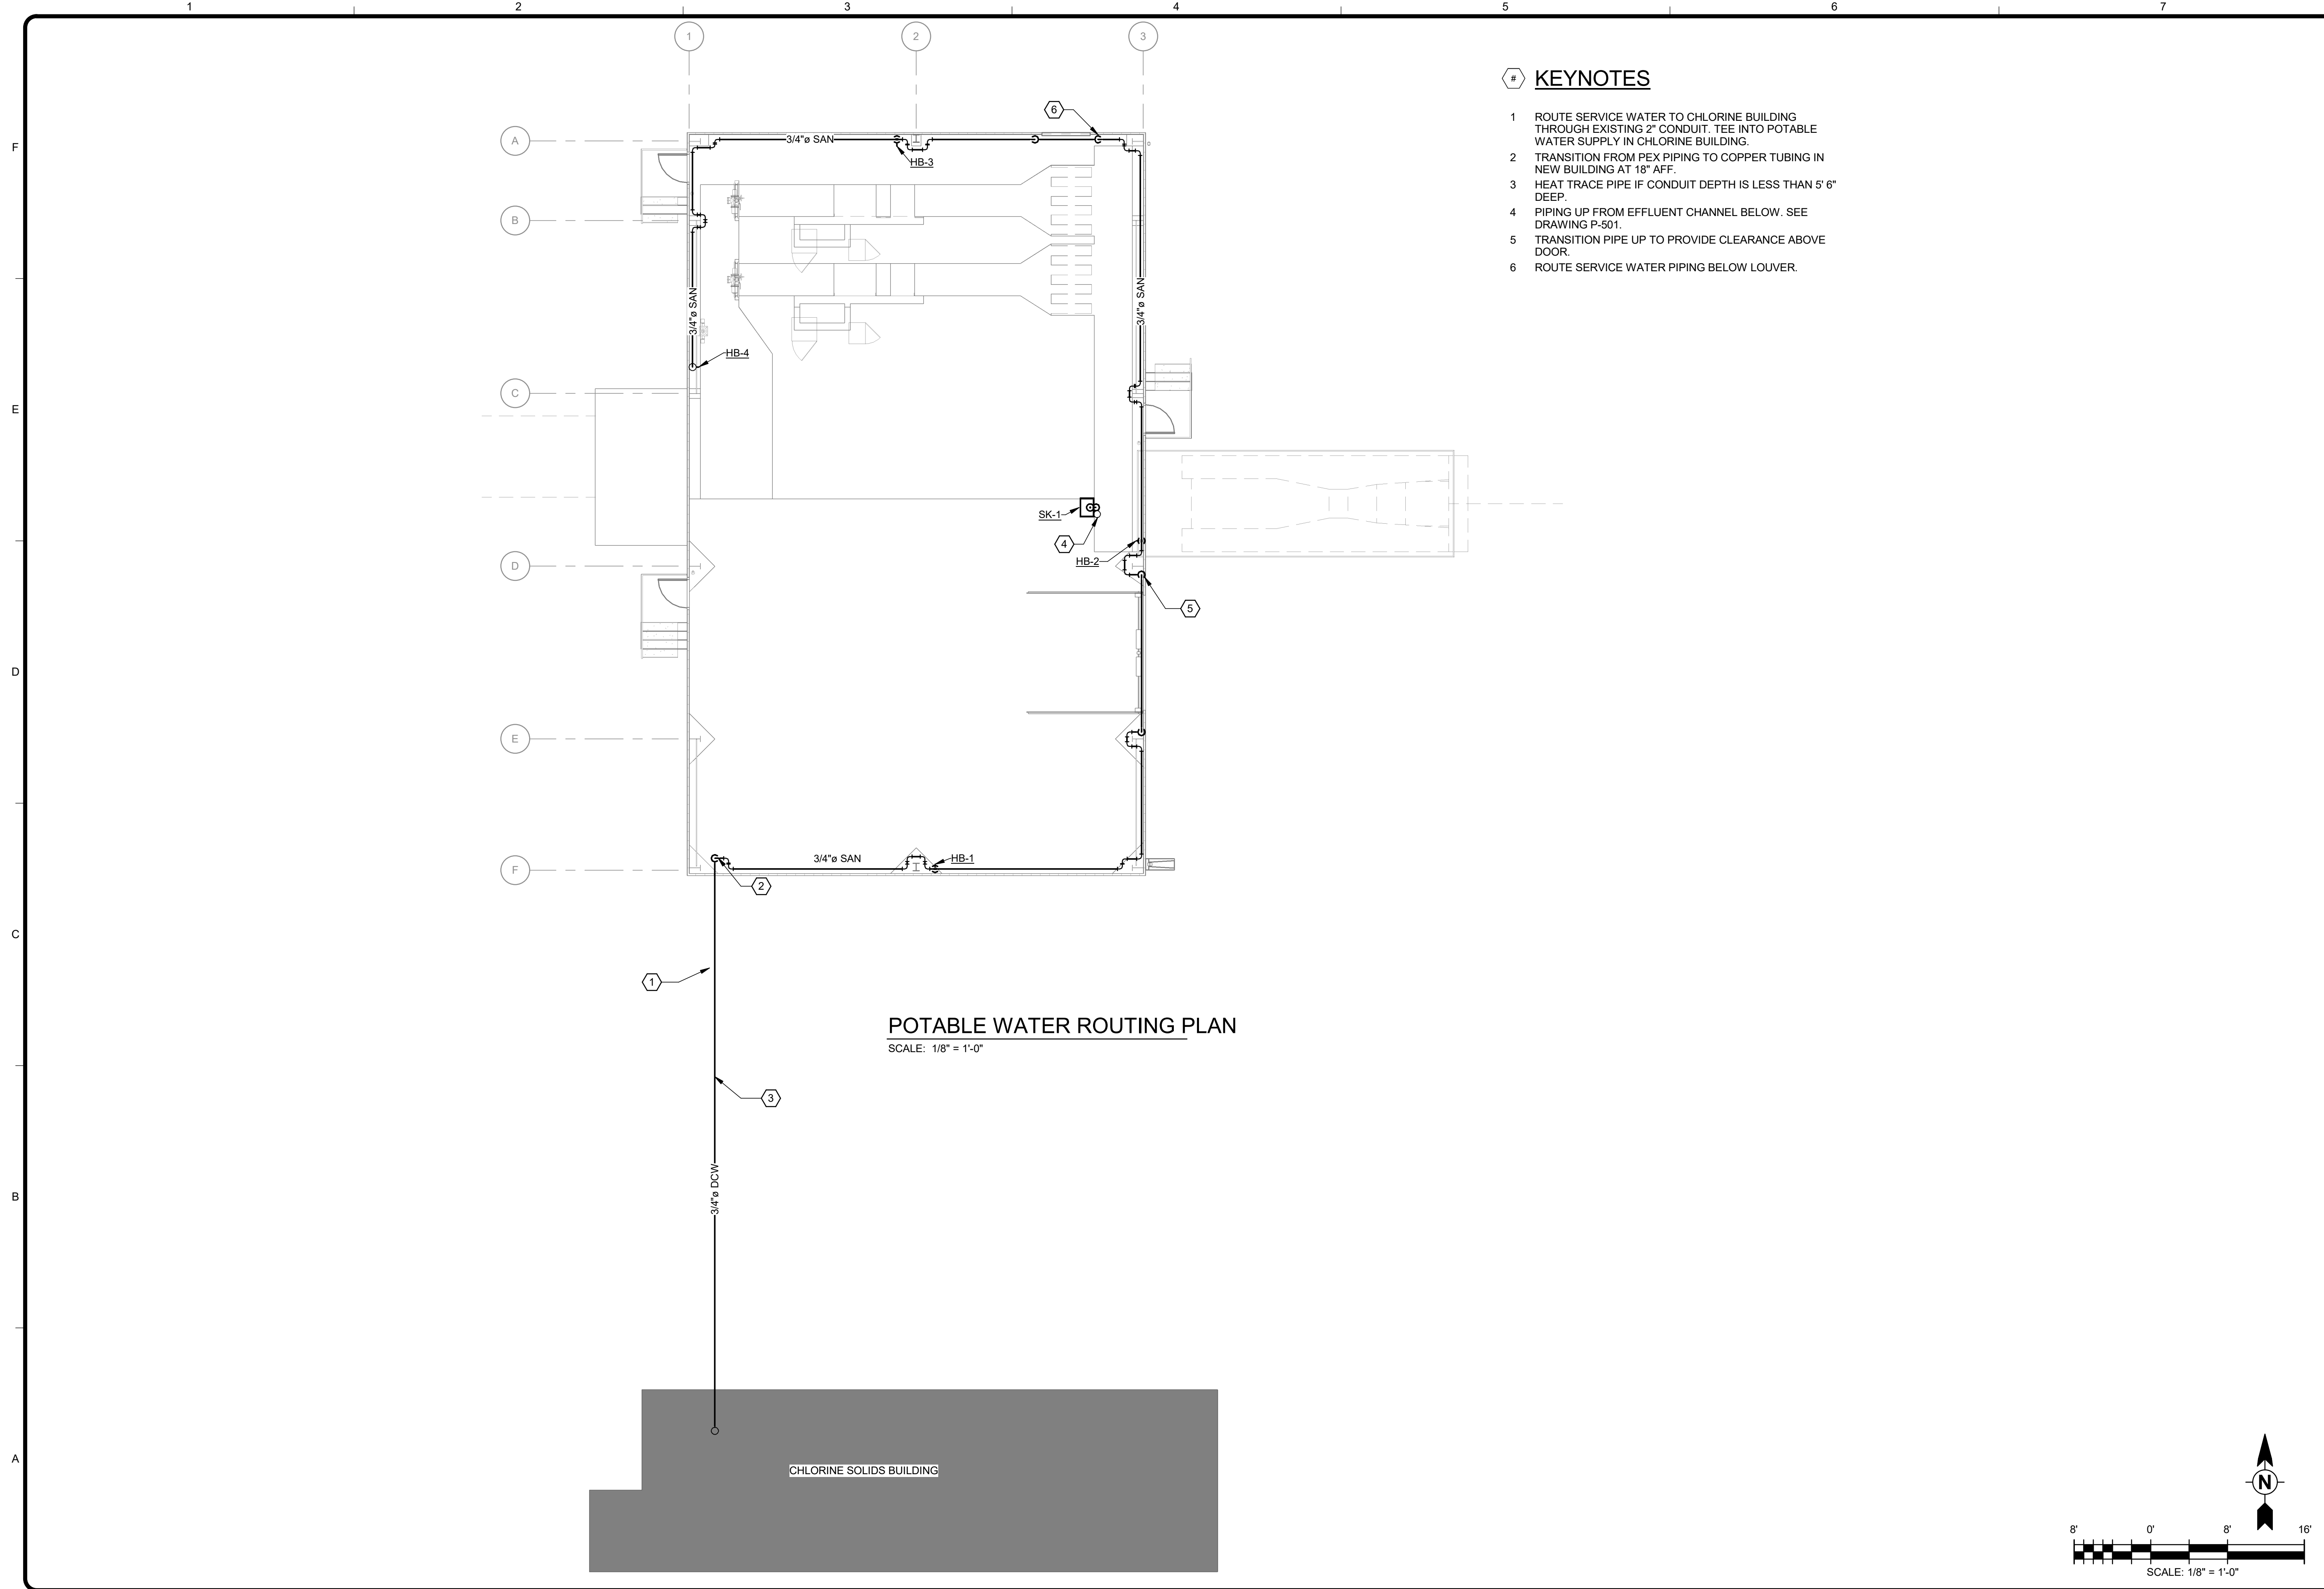 1 2 3 4 5 6 7
1 2 3
# KEYNOTES
1 ROUTE SERVICE WATER TO CHLORINE BUILDING
THROUGH EXISTING 2" CONDUIT. TEE INTO POTABLE
WATER SUPPLY IN CHLORINE BUILDING.
2 TRANSITION FROM PEX PIPING TO COPPER TUBING IN
NEW BUILDING AT 18" AFF.
3 HEAT TRACE PIPE IF CONDUIT DEPTH IS LESS THAN 5' 6"
DEEP.
4 PIPING UP FROM EFFLUENT CHANNEL BELOW. SEE
DRAWING P-501.
5 TRANSITION PIPE UP TO PROVIDE CLEARANCE ABOVE
DOOR.
6 ROUTE SERVICE WATER PIPING BELOW LOUVER.
6
F
A
3/4"ø SAN
HB-3
B
3/4"ø SAN
3/4"ø SAN
HB-4
C
E
SK-1
4
HB-2
D
5
D
E
3/4"ø SAN
HB-1
F
2
C
1
POTABLE WATER ROUTING PLAN
SCALE: 1/8" = 1'-0"
3
3/4"ø DCW
B
A
CHLORINE SOLIDS BUILDING
N
8' 0' 8' 16'
SCALE: 1/8" = 1'-0"